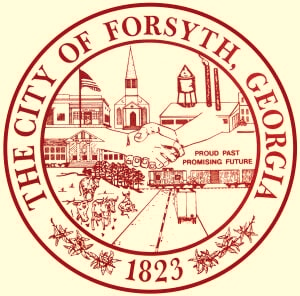 THE CITY OF FORSYTH, GEORGIA
PROUD PAST
PROMISING FUTURE
1823